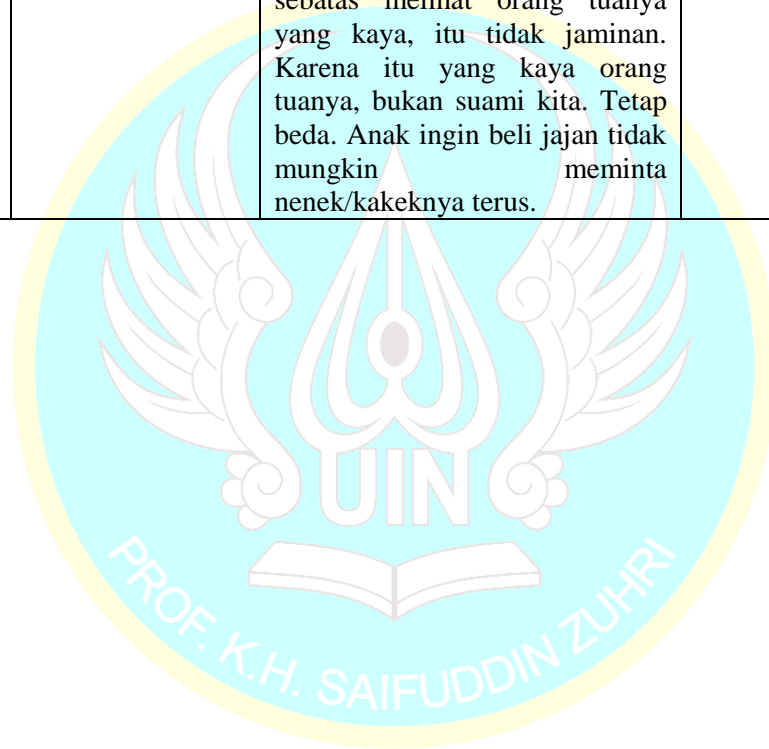 sebatas melihat orang tuanya
yang kaya, itu tidak jaminan.
Karena itu yang kaya orang
tuanya, bukan suami kita. Tetap
beda. Anak ingin beli jajan tidak
mungkin meminta
nenek/kakeknya terus.
UIN
PROF. K.H. SAIFUDDIN ZUHRI